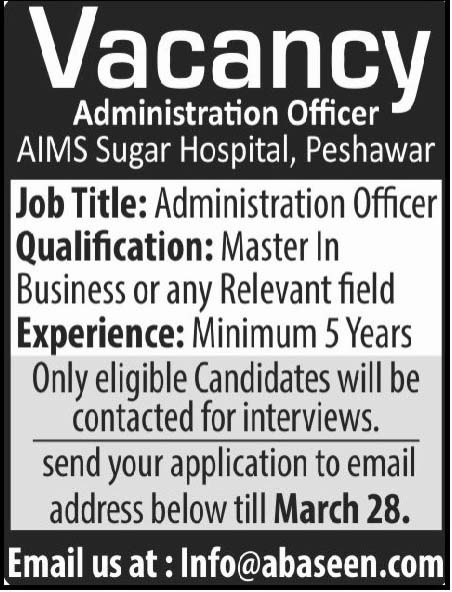 Vacancy
Administration Officer
AIMS Sugar Hospital, Peshawar
Job Title: Administration Officer
Qualification: Master In
Business or any Relevant field
Experience: Minimum 5 Years
Only eligible Candidates will be
contacted for interviews.
send your application to email
address below till March 28.
Email us at : Info@abaseen.com